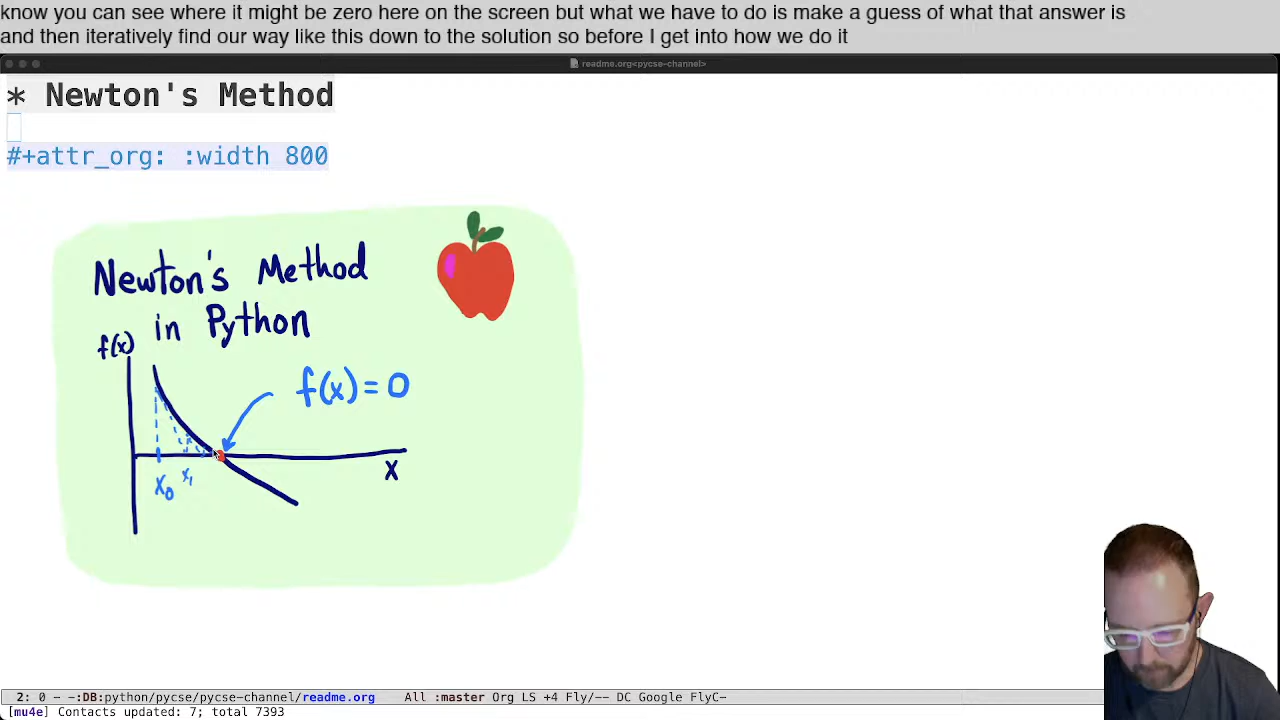 know you can see where it might be zero here on the screen but what we have to do is make a guess of what that answer is
and then iteratively find our way like this down to the solution so before I get into how we do it
readme.org<pycse-channel>
* Newton's Method
#+attr_org: :width 800
Newton's Method
in Python
f(x)
f(x)=0
X
X0 X1
2: 0 - -:DB:python/pycse/pycse-channel/readme.org All :master Org LS +4 Fly/-- DC Google FlyC-
[mu4e] Contacts updated: 7; total 7393